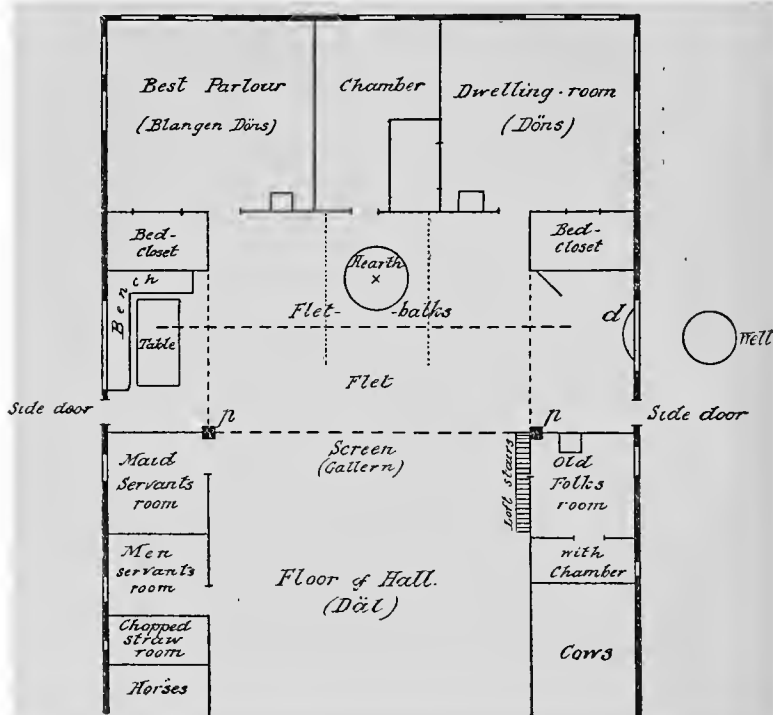 Best Parlour
(Blangen Döns)
Chamber
Dwelling-room
(Döns)
Bed-
closet
Hearth
Bed-
closet
Bench
Table
Flet- -balks
d
Well
Flet
Side door
p
p
Side door
Screen
(Gallern)
Loft stairs
Maid
Servants
room
Old
Folks
room
Men
servants
room
Floor of Hall.
(Däl)
with
Chamber
Chopped
straw
room
Cows
Horses